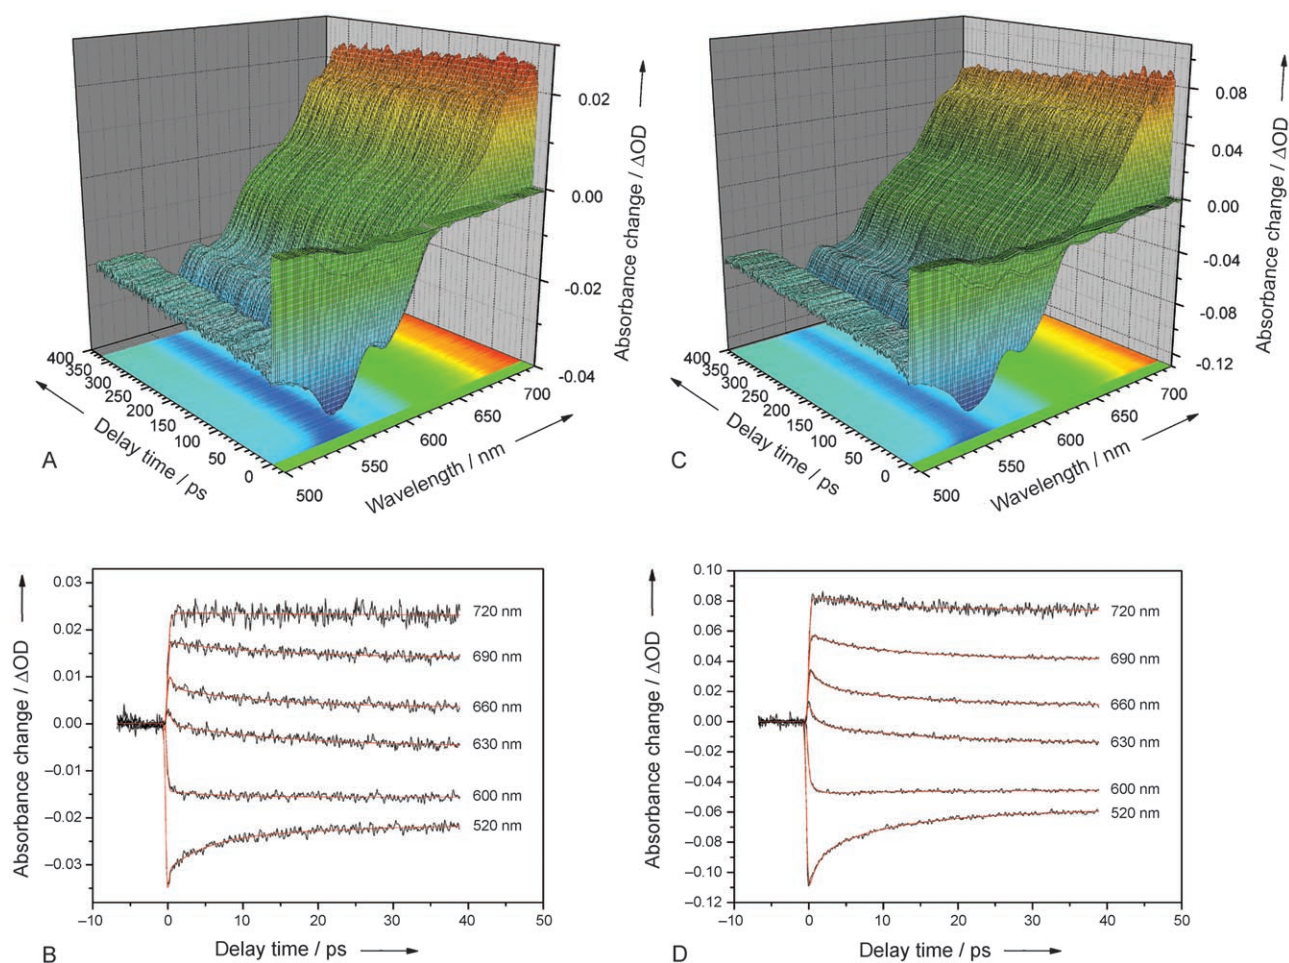 0.02
0.00
-0.02
-0.04
Absorbance change / ΔOD
400
350
300
250
200
150
100
50
0
Delay time / ps
500
550
600
650
700
Wavelength / nm
A
0.08
0.04
0.00
-0.04
-0.08
-0.12
Absorbance change / ΔOD
400
350
300
250
200
150
100
50
0
Delay time / ps
500
550
600
650
700
Wavelength / nm
C
0.03
0.02
0.01
0.00
−0.01
−0.02
−0.03
Absorbance change / ΔOD
720 nm
690 nm
660 nm
630 nm
600 nm
520 nm
−10
0
10
20
30
40
50
Delay time / ps
B
0.10
0.08
0.06
0.04
0.02
0.00
−0.02
−0.04
−0.06
−0.08
−0.10
−0.12
Absorbance change / ΔOD
720 nm
690 nm
660 nm
630 nm
600 nm
520 nm
−10
0
10
20
30
40
50
Delay time / ps
D